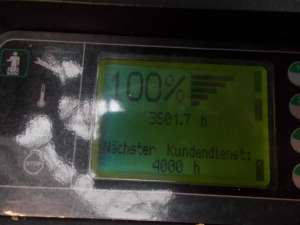 100%
3501.7 h
Nächster Kundendienst:
4000 h